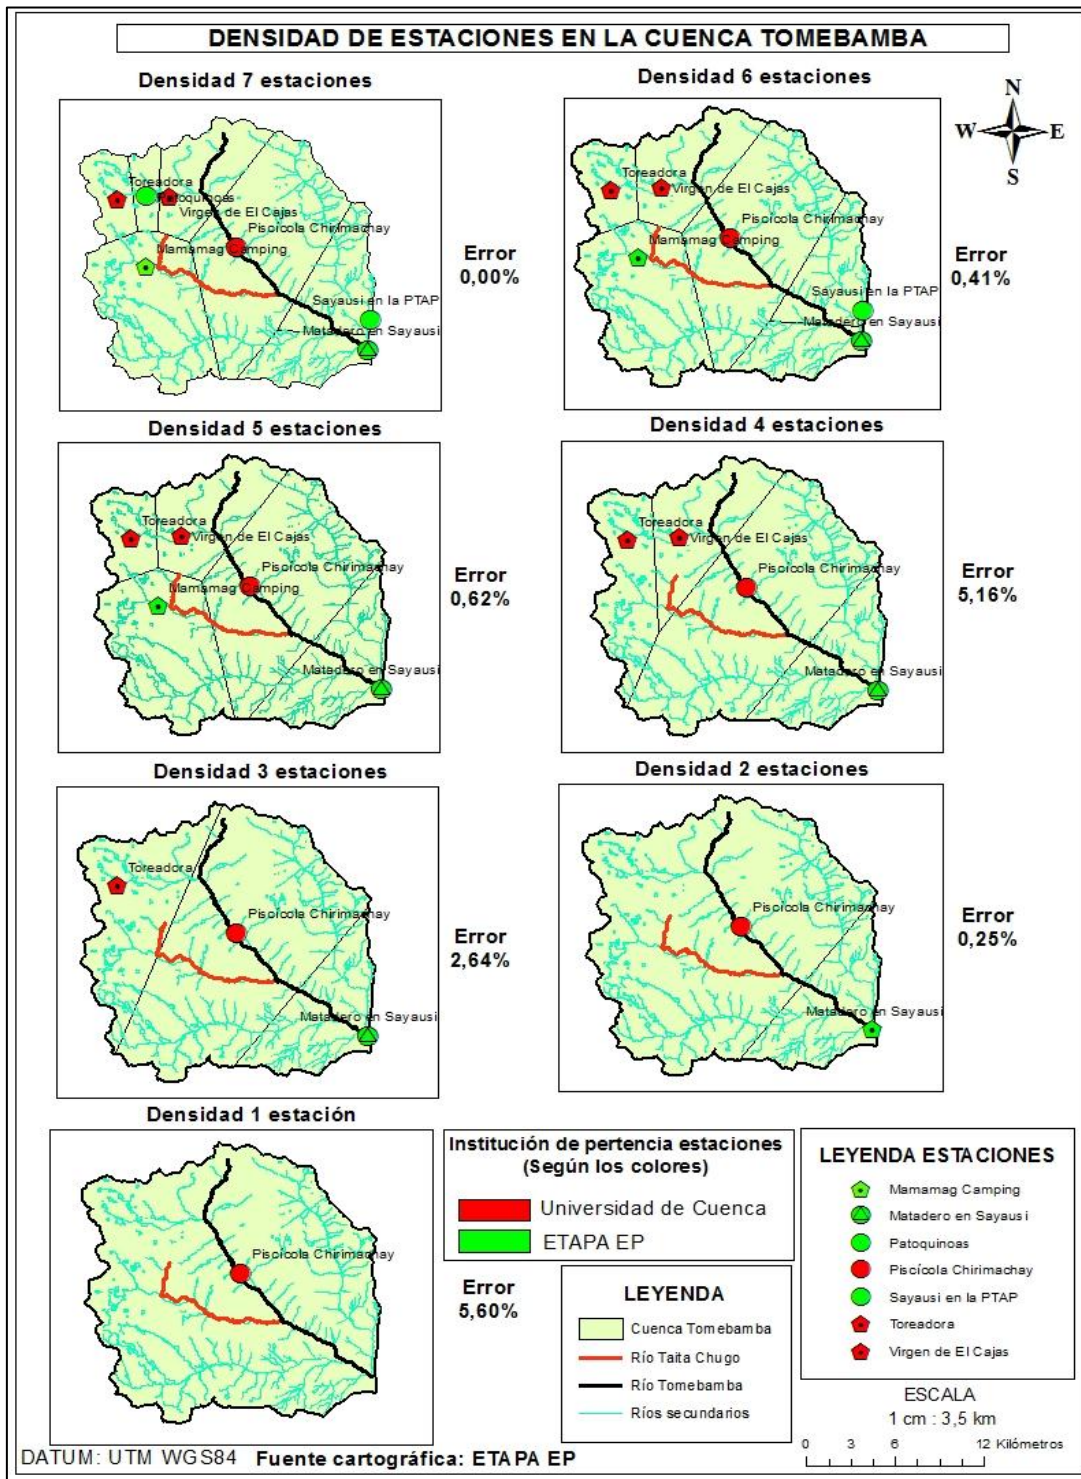 DENSIDAD DE ESTACIONES EN LA CUENCA TOMEBAMBA
Densidad 7 estaciones
Toreadora
Patoquinoas
Virgen de El Cajas
Piscícola Chirimachay
Mamamag Camping
Sayausi en la PTAP
Matadero en Sayausi
Error
0,00%
Densidad 6 estaciones
N
W E
S
Toreadora
Virgen de El Cajas
Piscícola Chirimachay
Mamamag Camping
Sayausi en la PTAP
Matadero en Sayausi
Error
0,41%
Densidad 5 estaciones
Toreadora
Virgen de El Cajas
Piscícola Chirimachay
Mamamag Camping
Matadero en Sayausi
Error
0,62%
Densidad 4 estaciones
Toreadora
Virgen de El Cajas
Piscícola Chirimachay
Matadero en Sayausi
Error
5,16%
Densidad 3 estaciones
Toreadora
Piscícola Chirimachay
Matadero en Sayausi
Error
2,64%
Densidad 2 estaciones
Piscícola Chirimachay
Matadero en Sayausi
Error
0,25%
Densidad 1 estación
Piscícola Chirimachay
Error
5,60%
Institución de pertencia estaciones
(Según los colores)
Universidad de Cuenca
ETAPA EP
LEYENDA
Cuenca Tomebamba
Río Taita Chugo
Río Tomebamba
Ríos secundarios
LEYENDA ESTACIONES
Mamamag Camping
Matadero en Sayausi
Patoquinoas
Piscícola Chirimachay
Sayausi en la PTAP
Toreadora
Virgen de El Cajas
ESCALA
1 cm : 3,5 km
0 3 6 12 Kilómetros
DATUM: UTM WGS84 Fuente cartográfica: ETAPA EP